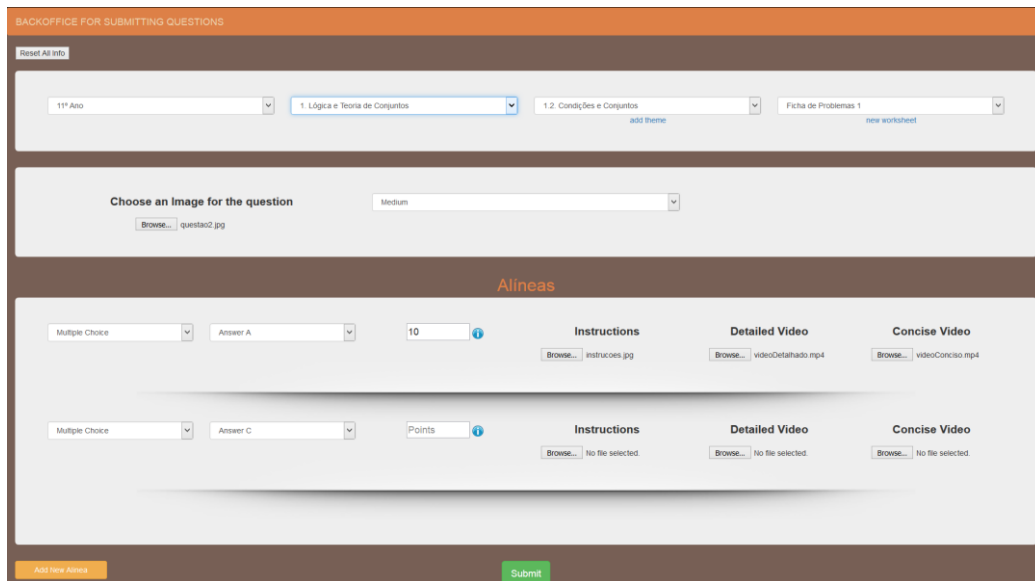 BACKOFFICE FOR SUBMITTING QUESTIONS
Reset All Info
11º Ano 1. Lógica e Teoria de Conjuntos 1.2. Condições e Conjuntos Ficha de Problemas 1
add theme new worksheet
Choose an Image for the question Medium
Browse... questao2.jpg
Alíneas
Multiple Choice Answer A 10 Instructions Detailed Video Concise Video
Browse... instrucoes.jpg Browse... videoDetalhado.mp4 Browse... videoConciso.mp4
Multiple Choice Answer C Points Instructions Detailed Video Concise Video
Browse... No file selected. Browse... No file selected. Browse... No file selected.
Add New Alínea Submit